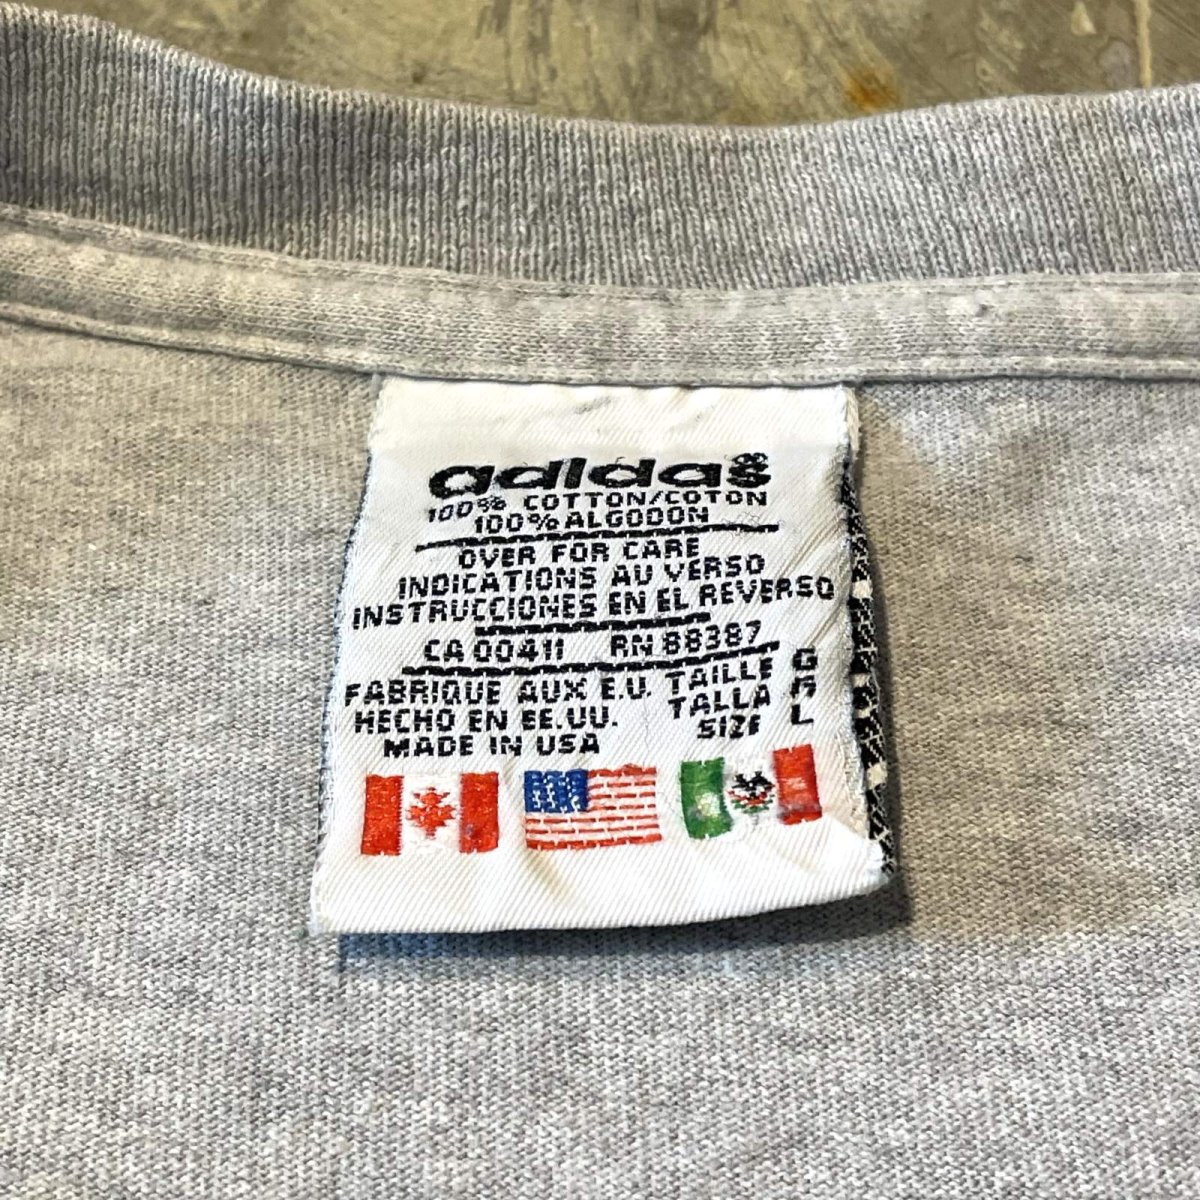 adidas®
100% COTTON/COTON
100% ALGODON
OVER FOR CARE
INDICATIONS AU VERSO
INSTRUCCIONES EN EL REVERSO
CA 00411 RN 88387
FABRIQUE AUX E.U. TAILLE G
HECHO EN EE.UU. TALLA
MADE IN USA SIZE L